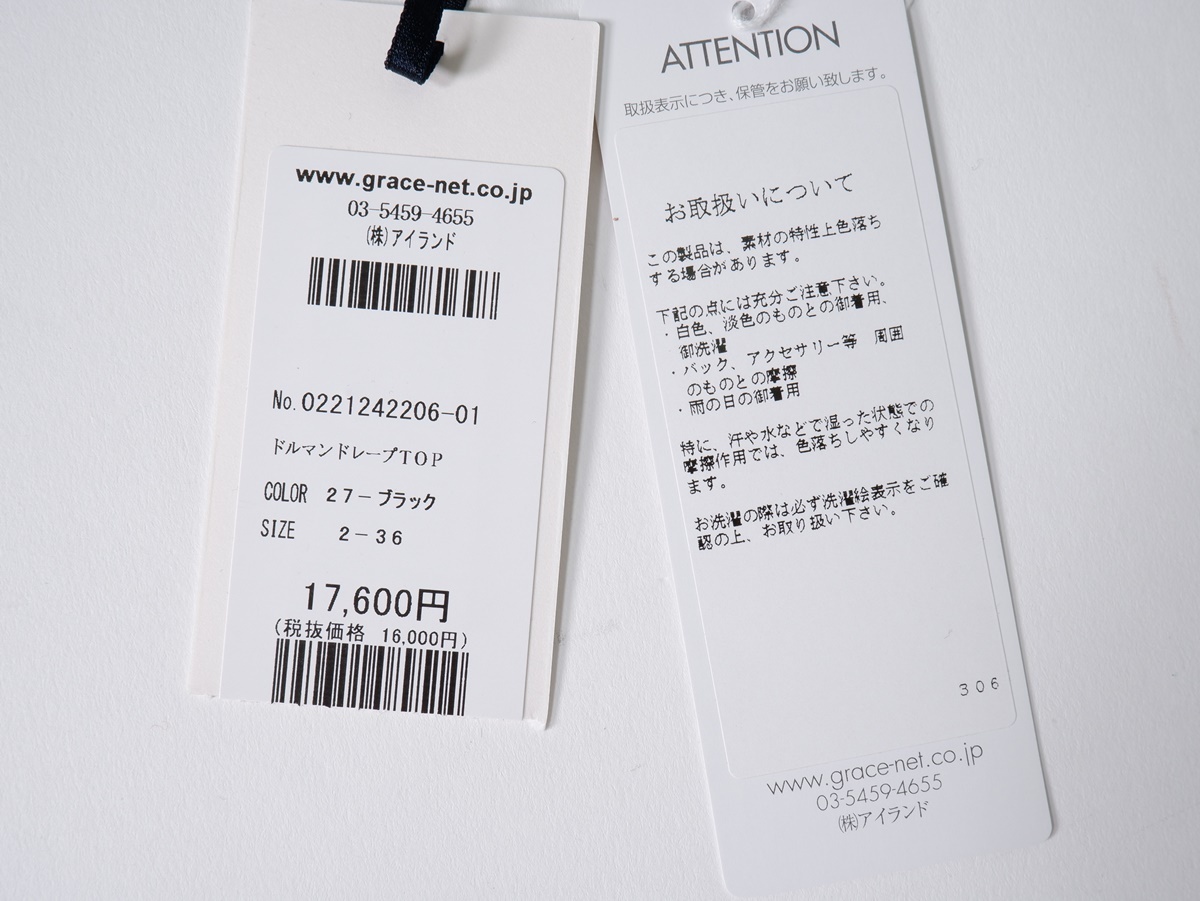 www.grace-net.co.jp
03-5459-4655
(株)アイランド
No.0221242206-01
ドルマンドレープTOP
COLOR 27-ブラック
SIZE 2-36
17,600円
(税抜価格 16,000円)
ATTENTION
取扱表示につき、保管をお願い致します。
お取扱いについて
この製品は、素材の特性上色落ち
する場合があります。
下記の点には充分ご注意下さい。
・白色、淡色のものとの御着用、
御洗濯
・バック、アクセサリー等 周囲
のものとの摩擦
・雨の日の御着用
特に、汗や水などで湿った状態での
摩擦作用では、色落ちしやすくなり
ます。
お洗濯の際は必ず洗濯絵表示をご確
認の上、お取り扱い下さい。
306
www.grace-net.co.jp
03-5459-4655
(株)アイランド